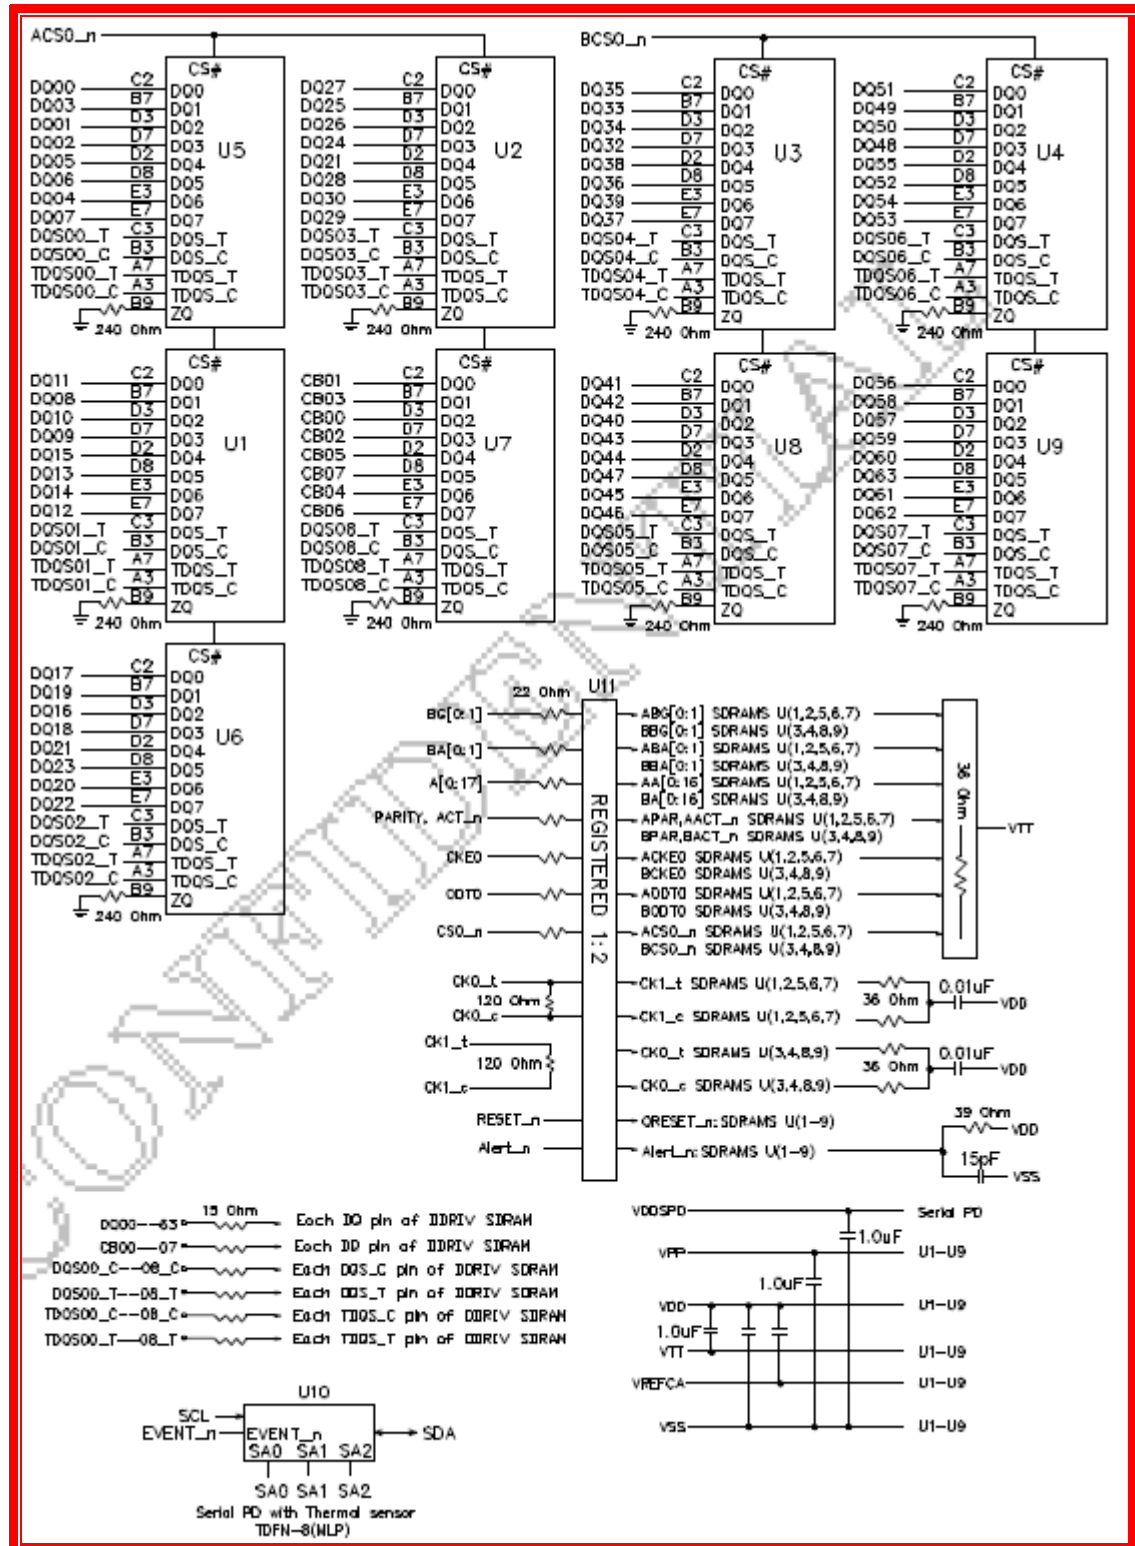 ACS0_n
CS#
DQ00 C2 DQ0
DQ03 B7 DQ1
DQ01 D3 DQ2
DQ02 D7 DQ3
DQ05 D2 DQ4
DQ06 D8 DQ5
DQ04 E3 DQ6
DQ07 E7 DQ7
DQS00_T C3 DQS_T
DQS00_C B3 DQS_C
TDQS00_T A7 TDQS_T
TDQS00_C A3 TDQS_C
B9 ZQ
240 Ohm
U5
CS#
DQ27 C2 DQ0
DQ25 B7 DQ1
DQ26 D3 DQ2
DQ24 D7 DQ3
DQ21 D2 DQ4
DQ28 D8 DQ5
DQ30 E3 DQ6
DQ29 E7 DQ7
DQS03_T C3 DQS_T
DQS03_C B3 DQS_C
TDQS03_T A7 TDQS_T
TDQS03_C A3 TDQS_C
B9 ZQ
240 Ohm
U2
BCS0_n
CS#
DQ35 C2 DQ0
DQ33 B7 DQ1
DQ34 D3 DQ2
DQ32 D7 DQ3
DQ38 D2 DQ4
DQ36 D8 DQ5
DQ39 E3 DQ6
DQ37 E7 DQ7
DQS04_T C3 DQS_T
DQS04_C B3 DQS_C
TDQS04_T A7 TDQS_T
TDQS04_C A3 TDQS_C
B9 ZQ
240 Ohm
U3
CS#
DQ51 C2 DQ0
DQ49 B7 DQ1
DQ50 D3 DQ2
DQ48 D7 DQ3
DQ55 D2 DQ4
DQ52 D8 DQ5
DQ54 E3 DQ6
DQ53 E7 DQ7
DQS06_T C3 DQS_T
DQS06_C B3 DQS_C
TDQS06_T A7 TDQS_T
TDQS06_C A3 TDQS_C
B9 ZQ
240 Ohm
U4
CS#
DQ11 C2 DQ0
DQ08 B7 DQ1
DQ10 D3 DQ2
DQ09 D7 DQ3
DQ15 D2 DQ4
DQ13 D8 DQ5
DQ14 E3 DQ6
DQ12 E7 DQ7
DQS01_T C3 DQS_T
DQS01_C B3 DQS_C
TDQS01_T A7 TDQS_T
TDQS01_C A3 TDQS_C
B9 ZQ
240 Ohm
U1
CS#
CB01 C2 DQ0
CB03 B7 DQ1
CB00 D3 DQ2
CB02 D7 DQ3
CB05 D2 DQ4
CB07 D8 DQ5
CB04 E3 DQ6
CB06 E7 DQ7
DQS08_T C3 DQS_T
DQS08_C B3 DQS_C
TDQS08_T A7 TDQS_T
TDQS08_C A3 TDQS_C
B9 ZQ
240 Ohm
U7
CS#
DQ41 C2 DQ0
DQ42 B7 DQ1
DQ40 D3 DQ2
DQ43 D7 DQ3
DQ44 D2 DQ4
DQ47 D8 DQ5
DQ45 E3 DQ6
DQ46 E7 DQ7
DQS05_T C3 DQS_T
DQS05_C B3 DQS_C
TDQS05_T A7 TDQS_T
TDQS05_C A3 TDQS_C
B9 ZQ
240 Ohm
U8
CS#
DQ56 C2 DQ0
DQ58 B7 DQ1
DQ57 D3 DQ2
DQ59 D7 DQ3
DQ60 D2 DQ4
DQ63 D8 DQ5
DQ61 E3 DQ6
DQ62 E7 DQ7
DQS07_T C3 DQS_T
DQS07_C B3 DQS_C
TDQS07_T A7 TDQS_T
TDQS07_C A3 TDQS_C
B9 ZQ
240 Ohm
U9
CS#
DQ17 C2 DQ0
DQ19 B7 DQ1
DQ16 D3 DQ2
DQ18 D7 DQ3
DQ21 D2 DQ4
DQ23 D8 DQ5
DQ20 E3 DQ6
DQ22 E7 DQ7
DQS02_T C3 DQS_T
DQS02_C B3 DQS_C
TDQS02_T A7 TDQS_T
TDQS02_C A3 TDQS_C
B9 ZQ
240 Ohm
U6
22 Ohm U11
BG[0:1] ABG[0:1] SDRAMS U(1,2,5,6,7)
BBG[0:1] SDRAMS U(3,4,8,9)
BA[0:1] ABA[0:1] SDRAMS U(1,2,5,6,7)
BBA[0:1] SDRAMS U(3,4,8,9)
A[0:17] AA[0:16] SDRAMS U(1,2,5,6,7)
BA[0:16] SDRAMS U(3,4,8,9)
PARITY, ACT_n APAR,AACT_n SDRAMS U(1,2,5,6,7)
BPAR,BACT_n SDRAMS U(3,4,8,9)
CKE0 ACKE0 SDRAMS U(1,2,5,6,7)
BCKE0 SDRAMS U(3,4,8,9)
ODT0 AODT0 SDRAMS U(1,2,5,6,7)
BODT0 SDRAMS U(3,4,8,9)
CS0_n ACS0_n SDRAMS U(1,2,5,6,7)
BCS0_n SDRAMS U(3,4,8,9)
REGISTERED 1:2
36 Ohm
VTT
CK0_t CK1_t SDRAMS U(1,2,5,6,7)
120 Ohm 36 Ohm 0.01uF VDD
CK0_c CK1_c SDRAMS U(1,2,5,6,7)
CK1_t CK0_t SDRAMS U(3,4,8,9)
120 Ohm 36 Ohm 0.01uF VDD
CK1_c CK0_c SDRAMS U(3,4,8,9)
RESET_n QRESET_n:SDRAMS U(1-9)
Alert_n Alert_n:SDRAMS U(1-9)
39 Ohm VDD
15pF VSS
15 Ohm
DQ00--63 Each DQ pin of DDRIV SDRAM
CB00--07 Each DQ pin of DDRIV SDRAM
DQS00_C--08_C Each DQS_C pin of DDRIV SDRAM
DQS00_T--08_T Each DQS_T pin of DDRIV SDRAM
TDQS00_C--08_C Each TDQS_C pin of DDRIV SDRAM
TDQS00_T--08_T Each TDQS_T pin of DDRIV SDRAM
VDDSPD Serial PD
1.0uF
VPP U1-U9
1.0uF
VDD U1-U9
1.0uF
VTT U1-U9
VREFCA U1-U9
VSS U1-U9
U10
SCL
EVENT_n EVENT_n SDA
SA0 SA1 SA2
SA0 SA1 SA2
Serial PD with Thermal sensor
TDFN-8(MLP)
CONFIDENTIAL